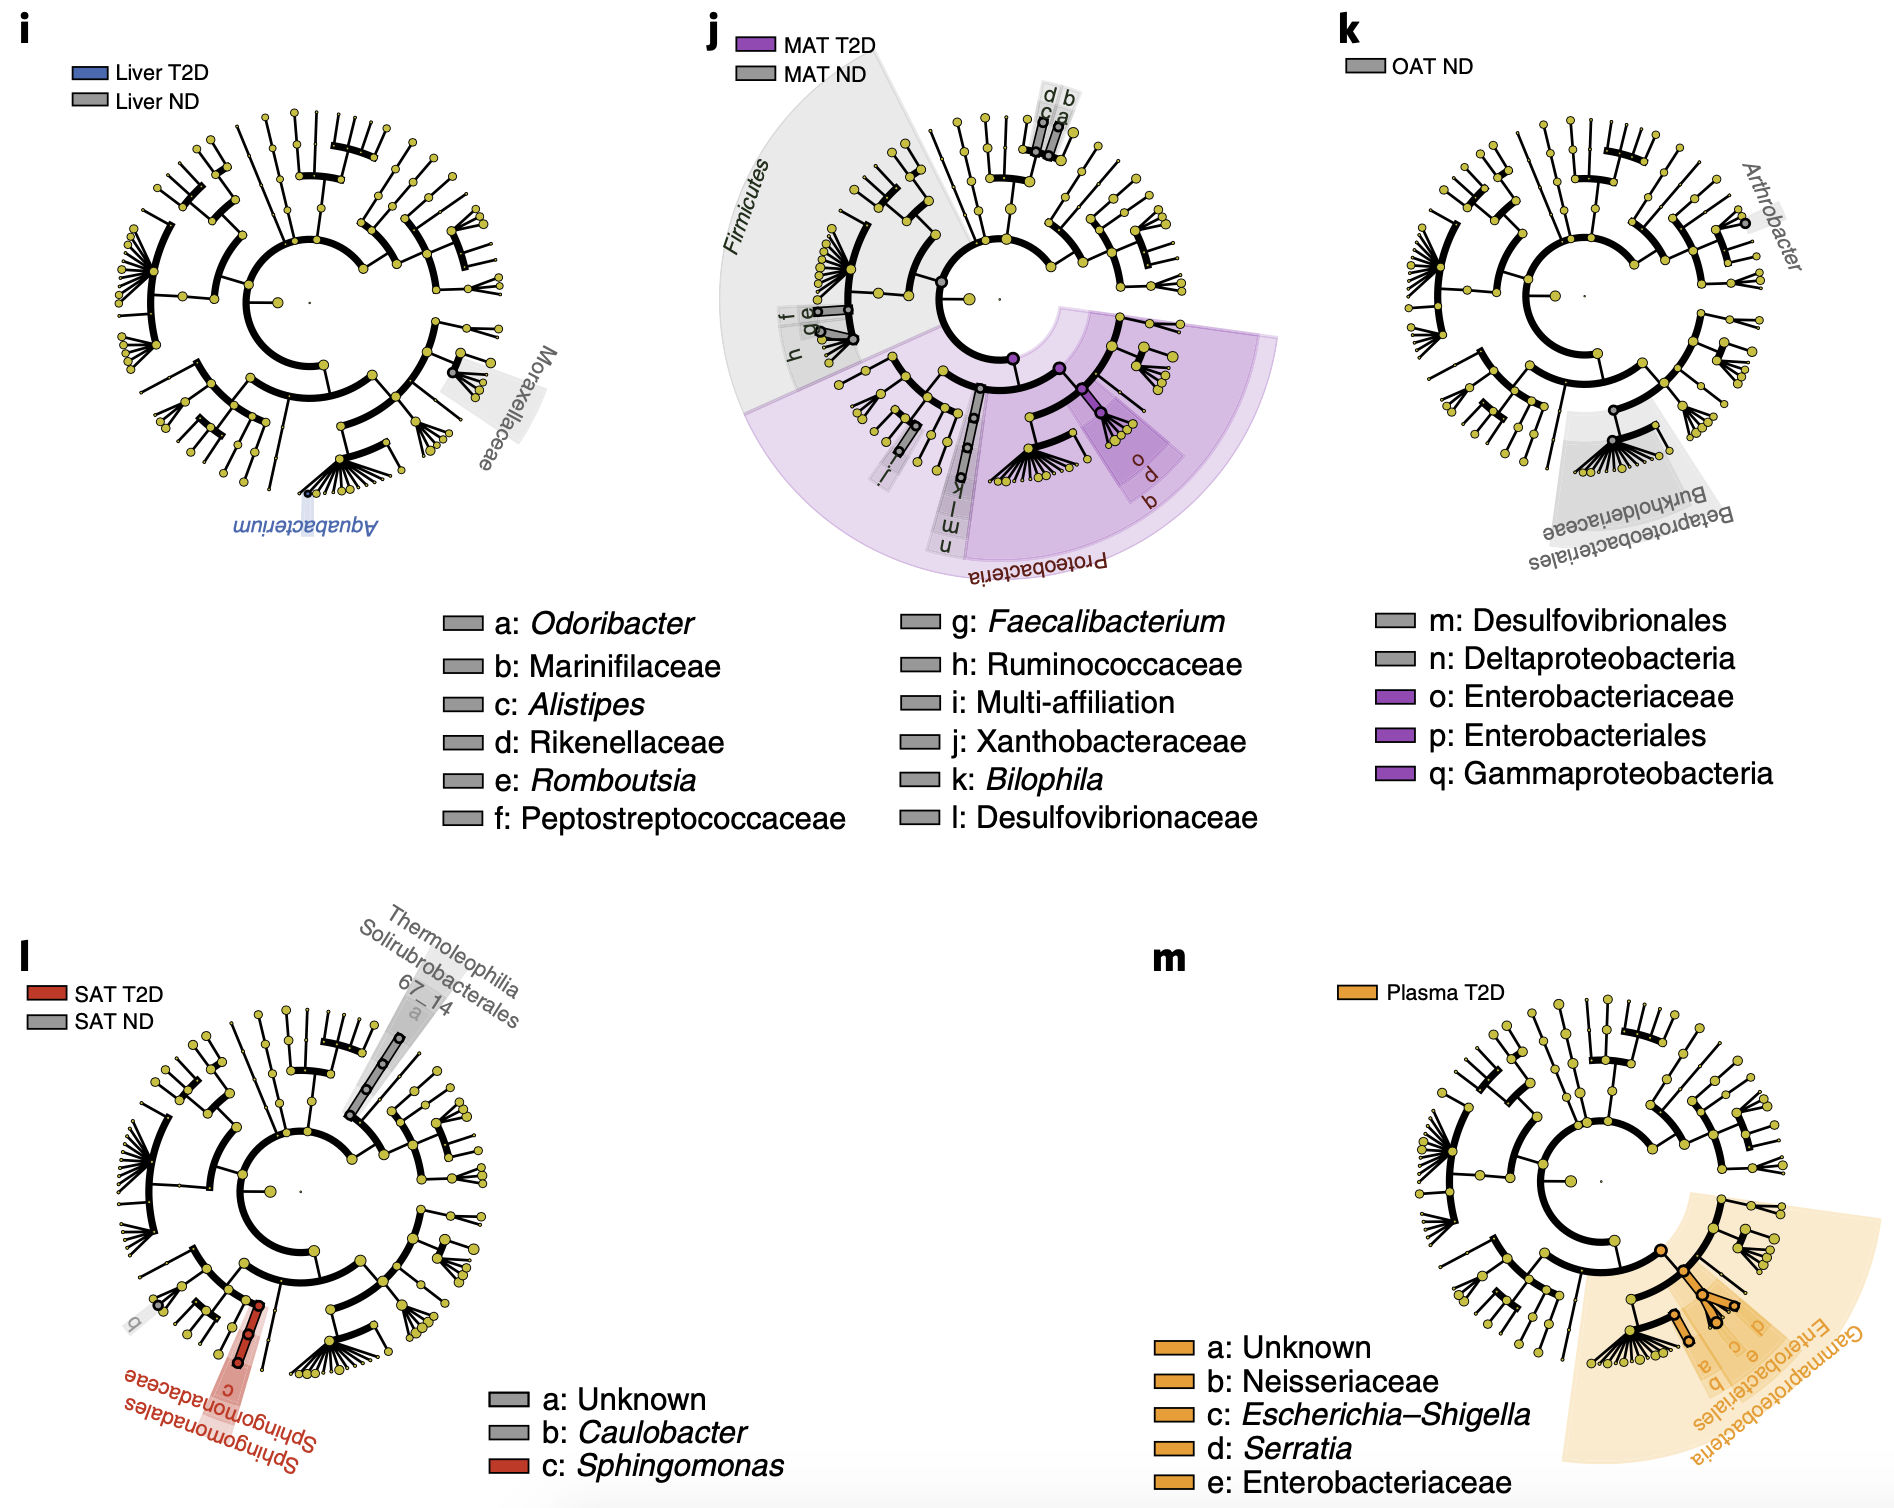 i
Liver T2D
Liver ND
Moraxellaceae
Aquabacterium
j
MAT T2D
MAT ND
Firmicutes
d b
c a
f e
g
h
i
j
k
l
m
n
o
p
q
Proteobacteria
k
OAT ND
Arthrobacter
Burkholderiaceae
Betaproteobacteriales
a: Odoribacter
b: Marinifilaceae
c: Alistipes
d: Rikenellaceae
e: Romboutsia
f: Peptostreptococcaceae
g: Faecalibacterium
h: Ruminococcaceae
i: Multi-affiliation
j: Xanthobacteraceae
k: Bilophila
l: Desulfovibrionaceae
m: Desulfovibrionales
n: Deltaproteobacteria
o: Enterobacteriaceae
p: Enterobacteriales
q: Gammaproteobacteria
l
SAT T2D
SAT ND
Thermoleophilia
Solirubrobacterales
67_14
a
b
c
Sphingomonadaceae
Sphingomonadales
a: Unknown
b: Caulobacter
c: Sphingomonas
m
Plasma T2D
d
c
e
a
b
Enterobacteriales
Gammaproteobacteria
a: Unknown
b: Neisseriaceae
c: Escherichia–Shigella
d: Serratia
e: Enterobacteriaceae